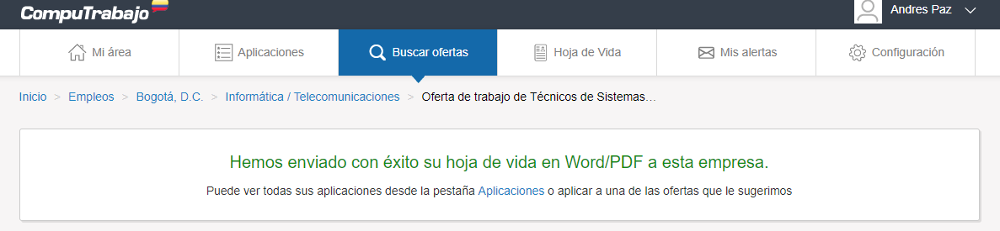 CompuTrabajo
Andres Paz
Mi área
Aplicaciones
Buscar ofertas
Hoja de Vida
Mis alertas
Configuración
Inicio > Empleos > Bogotá, D.C. > Informática / Telecomunicaciones > Oferta de trabajo de Técnicos de Sistemas…
Hemos enviado con éxito su hoja de vida en Word/PDF a esta empresa.
Puede ver todas sus aplicaciones desde la pestaña Aplicaciones o aplicar a una de las ofertas que le sugerimos